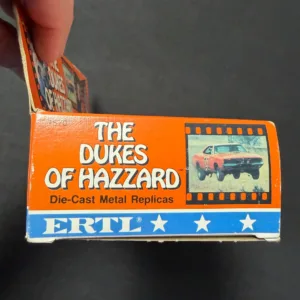 THE
DUKES
OF HAZZARD
Die-Cast Metal Replicas
ERTL®